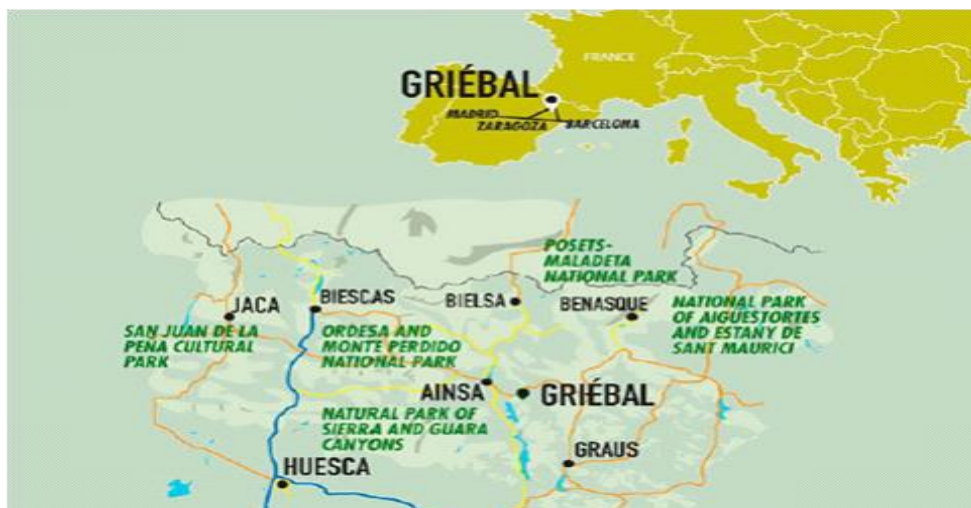 FRANCE
GRIÉBAL
MADRID
ZARAGOZA
BARCELONA
POSETS-
MALADETA
NATIONAL PARK
JACA
BIESCAS
BIELSA
BENASQUE
NATIONAL PARK
OF AIGÜESTORTES
AND ESTANY DE
SANT MAURICI
SAN JUAN DE LA
PEÑA CULTURAL
PARK
ORDESA AND
MONTE PERDIDO
NATIONAL PARK
AINSA
GRIÉBAL
NATURAL PARK OF
SIERRA AND GUARA
CANYONS
GRAUS
HUESCA